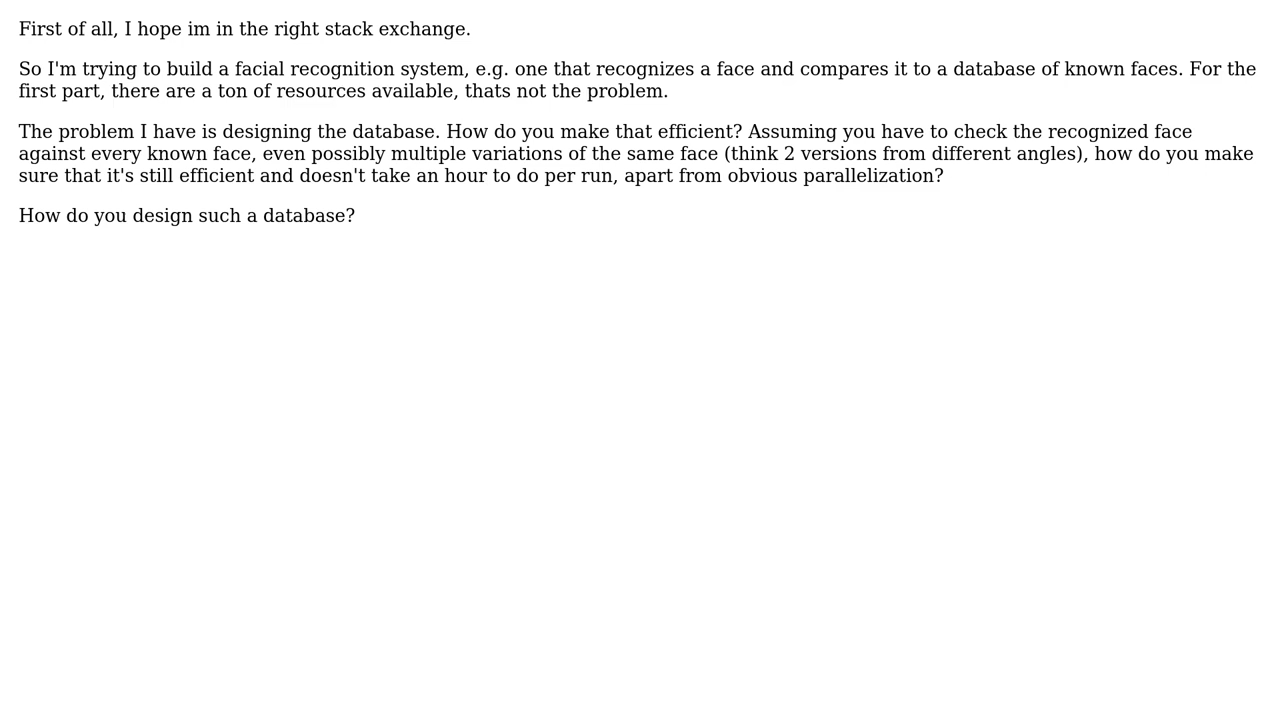 First of all, I hope im in the right stack exchange.
So I'm trying to build a facial recognition system, e.g. one that recognizes a face and compares it to a database of known faces. For the
first part, there are a ton of resources available, thats not the problem.
The problem I have is designing the database. How do you make that efficient? Assuming you have to check the recognized face
against every known face, even possibly multiple variations of the same face (think 2 versions from different angles), how do you make
sure that it's still efficient and doesn't take an hour to do per run, apart from obvious parallelization?
How do you design such a database?